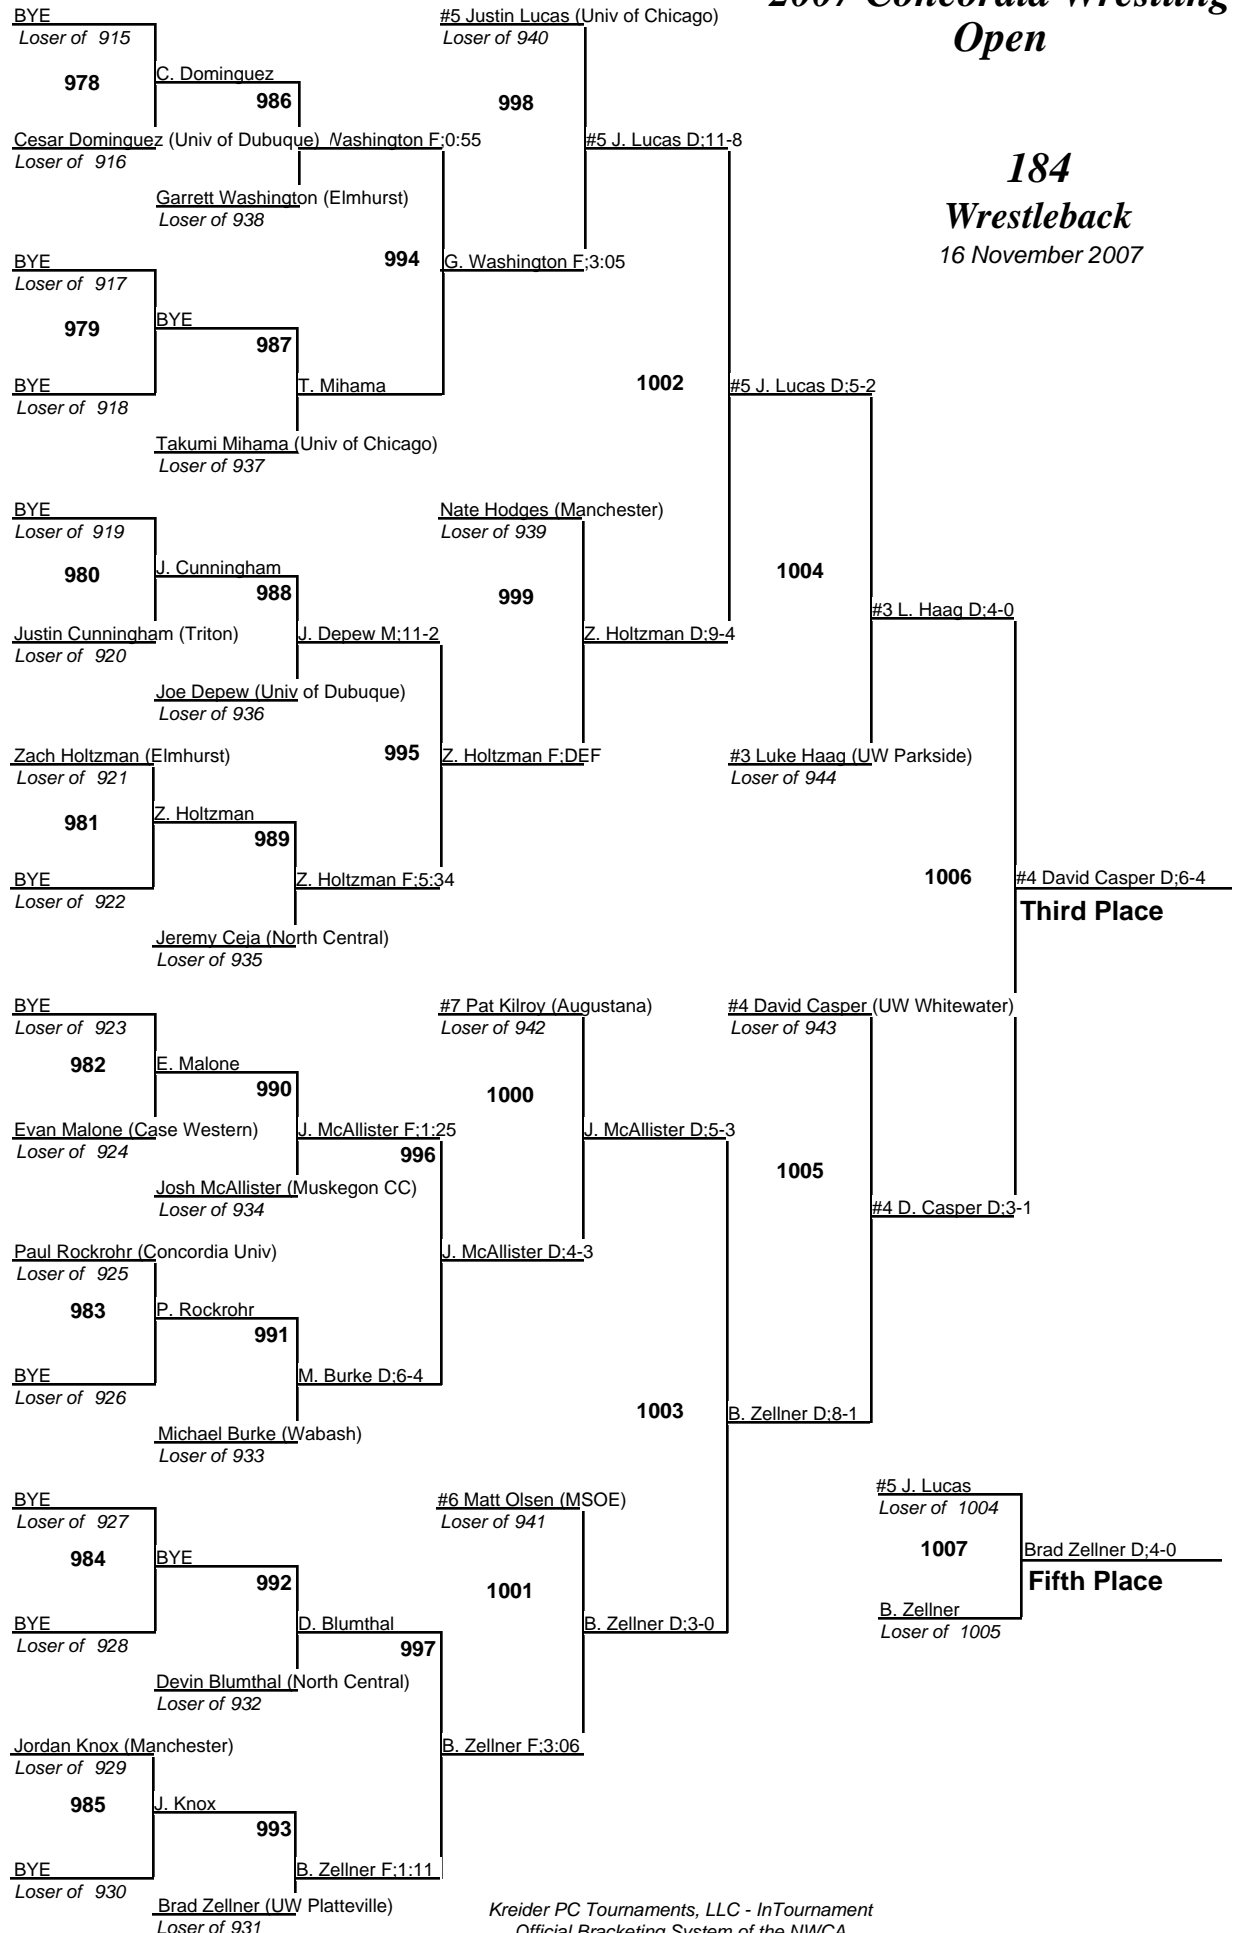 2007 Concordia Wrestling
Open
184
Wrestleback
16 November 2007
BYE
Loser of 915
978
C. Dominguez
986
Cesar Dominguez (Univ of Dubuque)
Loser of 916
Washington F;0:55
Garrett Washington (Elmhurst)
Loser of 938
994
BYE
Loser of 917
979
BYE
987
BYE
Loser of 918
T. Mihama
Takumi Mihama (Univ of Chicago)
Loser of 937
#5 Justin Lucas (Univ of Chicago)
Loser of 940
998
#5 J. Lucas D;11-8
G. Washington F;3:05
1002
#5 J. Lucas D;5-2
BYE
Loser of 919
980
J. Cunningham
988
Justin Cunningham (Triton)
Loser of 920
J. Depew M;11-2
Joe Depew (Univ of Dubuque)
Loser of 936
995
Zach Holtzman (Elmhurst)
Loser of 921
981
Z. Holtzman
989
BYE
Loser of 922
Z. Holtzman F;5:34
Jeremy Ceja (North Central)
Loser of 935
Nate Hodges (Manchester)
Loser of 939
999
Z. Holtzman D;9-4
Z. Holtzman F;DEF
1004
#3 L. Haag D;4-0
#3 Luke Haag (UW Parkside)
Loser of 944
1006
#4 David Casper D;6-4
Third Place
BYE
Loser of 923
982
E. Malone
990
Evan Malone (Case Western)
Loser of 924
J. McAllister F;1:25
996
Josh McAllister (Muskegon CC)
Loser of 934
Paul Rockrohr (Concordia Univ)
Loser of 925
983
P. Rockrohr
991
BYE
Loser of 926
M. Burke D;6-4
Michael Burke (Wabash)
Loser of 933
#7 Pat Kilroy (Augustana)
Loser of 942
1000
J. McAllister D;5-3
J. McAllister D;4-3
#4 David Casper (UW Whitewater)
Loser of 943
1005
#4 D. Casper D;3-1
1003
B. Zellner D;8-1
BYE
Loser of 927
984
BYE
992
BYE
Loser of 928
D. Blumthal
997
Devin Blumthal (North Central)
Loser of 932
Jordan Knox (Manchester)
Loser of 929
985
J. Knox
993
BYE
Loser of 930
B. Zellner F;1:11
Brad Zellner (UW Platteville)
Loser of 931
#6 Matt Olsen (MSOE)
Loser of 941
1001
B. Zellner D;3-0
B. Zellner F;3:06
#5 J. Lucas
Loser of 1004
1007
Brad Zellner D;4-0
Fifth Place
B. Zellner
Loser of 1005
Kreider PC Tournaments, LLC - InTournament
Official Bracketing System of the NWCA